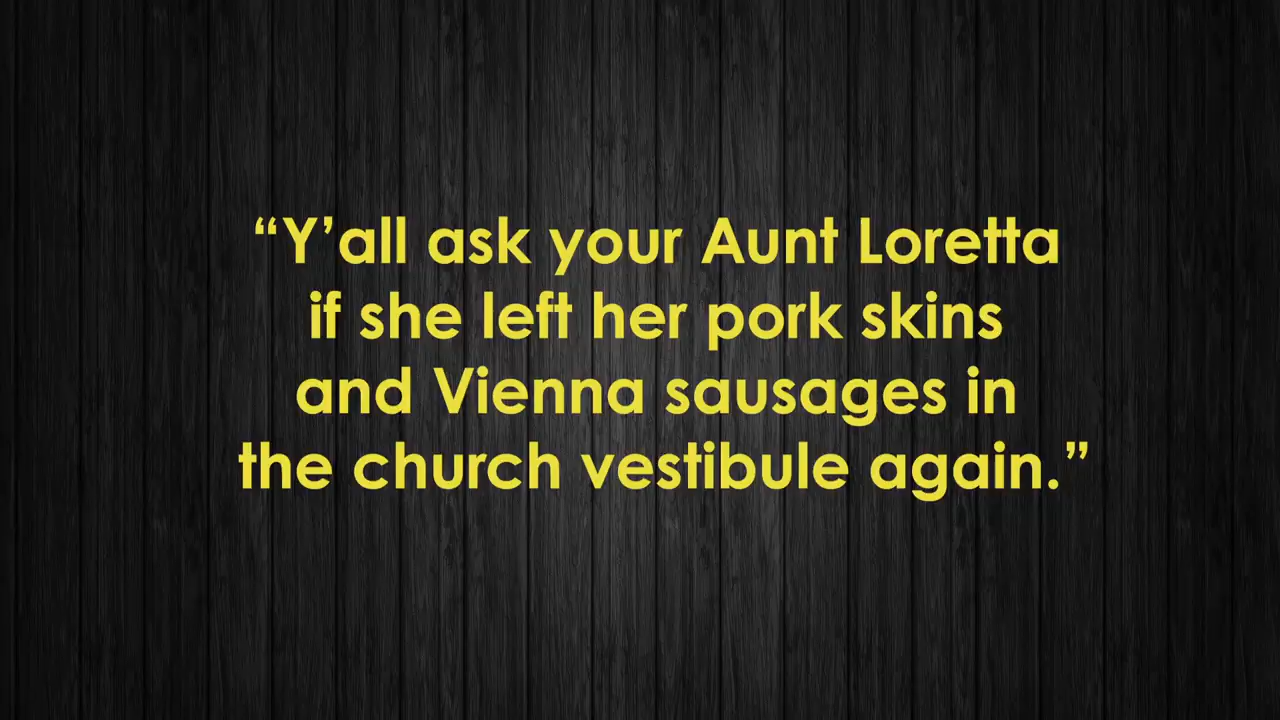 “Y’all ask your Aunt Loretta
if she left her pork skins
and Vienna sausages in
the church vestibule again.”